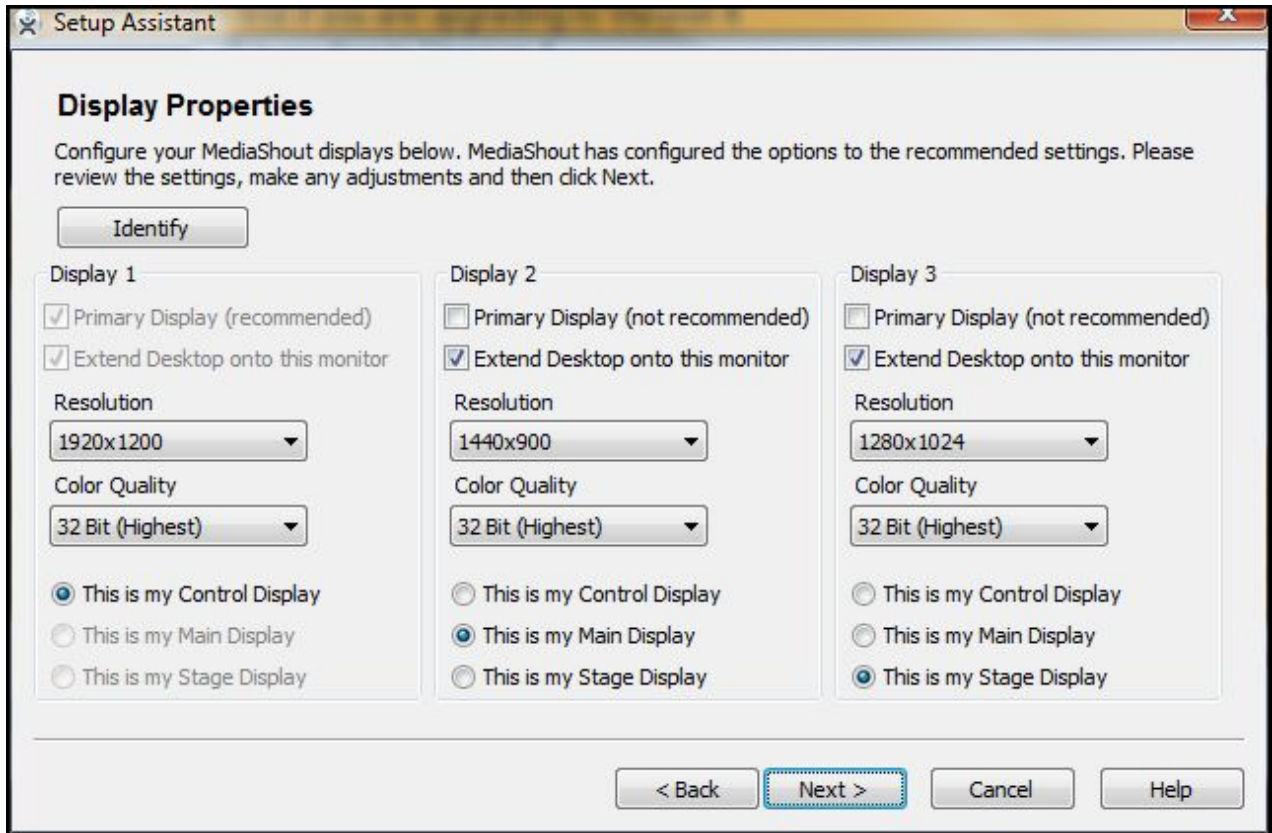 Setup Assistant
Display Properties
Configure your MediaShout displays below. MediaShout has configured the options to the recommended settings. Please
review the settings, make any adjustments and then click Next.
Identify
Display 1
Primary Display (recommended)
Extend Desktop onto this monitor
Resolution
1920x1200
Color Quality
32 Bit (Highest)
This is my Control Display
This is my Main Display
This is my Stage Display
Display 2
Primary Display (not recommended)
Extend Desktop onto this monitor
Resolution
1440x900
Color Quality
32 Bit (Highest)
This is my Control Display
This is my Main Display
This is my Stage Display
Display 3
Primary Display (not recommended)
Extend Desktop onto this monitor
Resolution
1280x1024
Color Quality
32 Bit (Highest)
This is my Control Display
This is my Main Display
This is my Stage Display
< Back
Next >
Cancel
Help